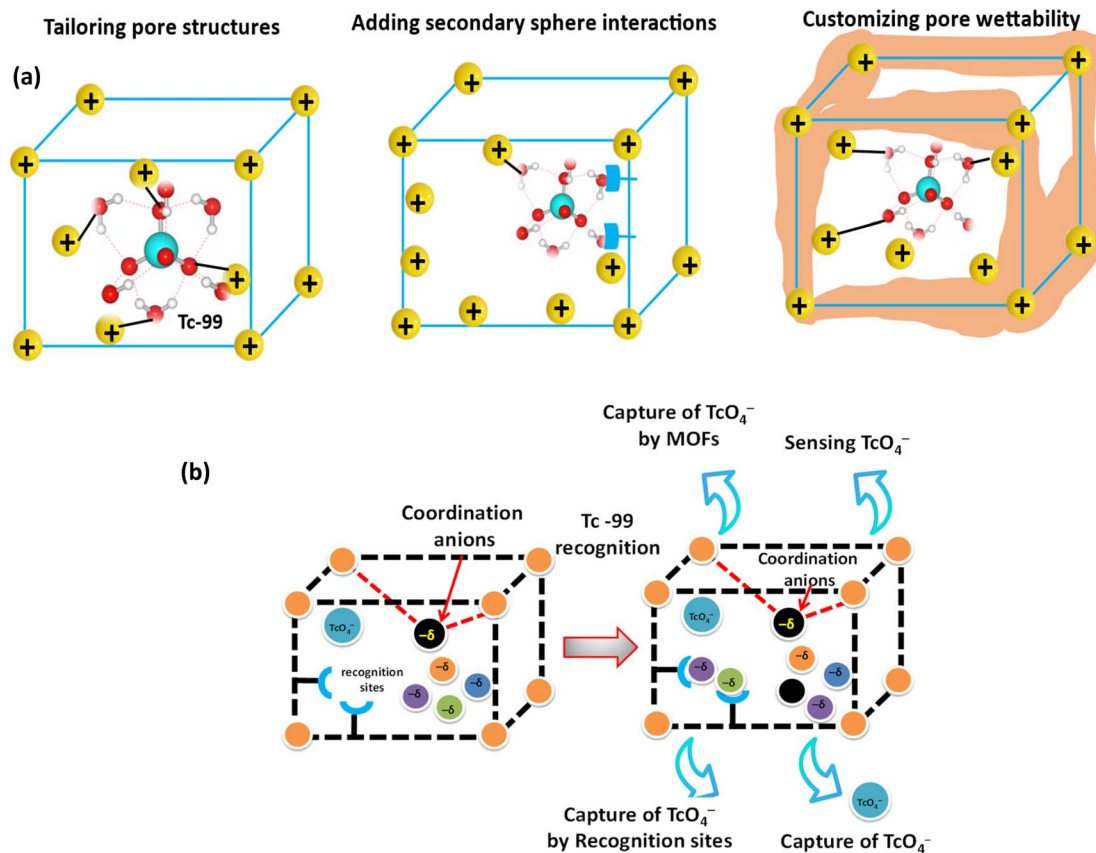 Tailoring pore structures
Adding secondary sphere interactions
Customizing pore wettability
(a)
+ + + + + + + + + + + +
Tc-99
+ + + + + + + + + + + + + + +
+ + + + + + + + + + + + +
(b)
Capture of TcO₄⁻
by MOFs
Sensing TcO₄⁻
Coordination
anions
Tc -99
recognition
Coordination
anions
TcO₄⁻
–δ
recognition
sites
–δ
–δ
–δ
–δ
TcO₄⁻
–δ
–δ
–δ
–δ
–δ
–δ
Capture of TcO₄⁻
by Recognition sites
TcO₄⁻
Capture of TcO₄⁻